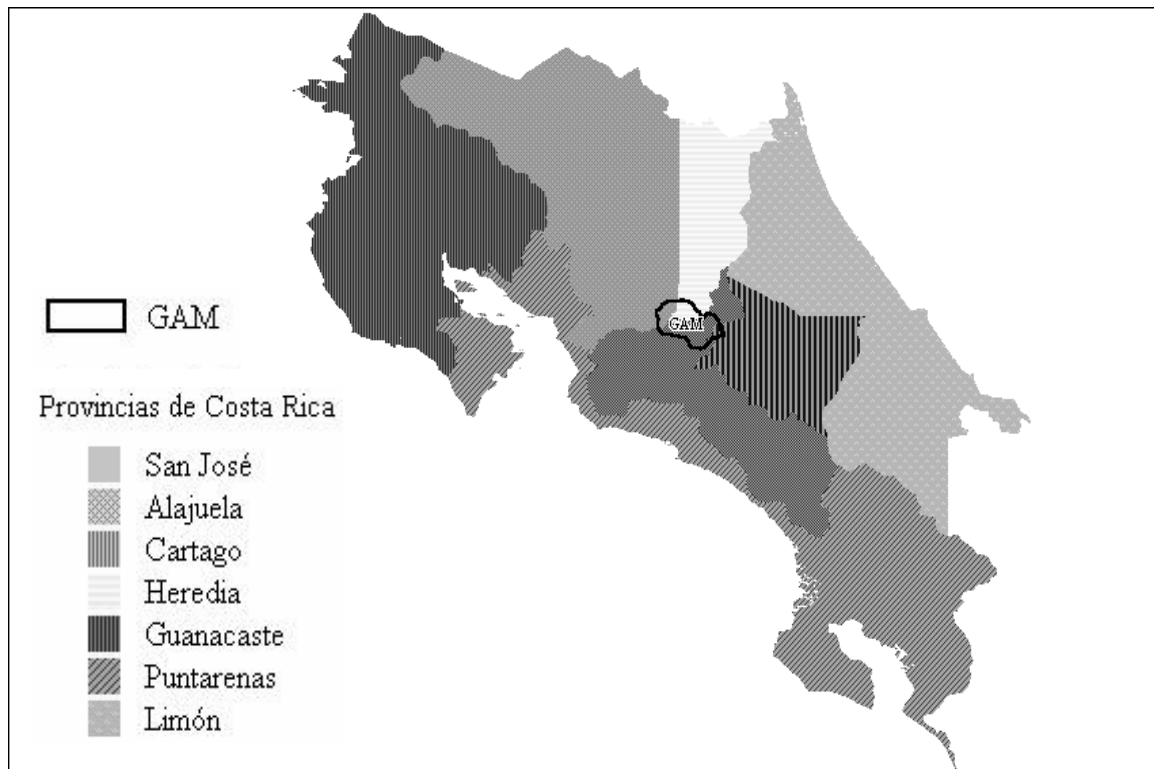 GAM
GAM
Provincias de Costa Rica
San José
Alajuela
Cartago
Heredia
Guanacaste
Puntarenas
Limón